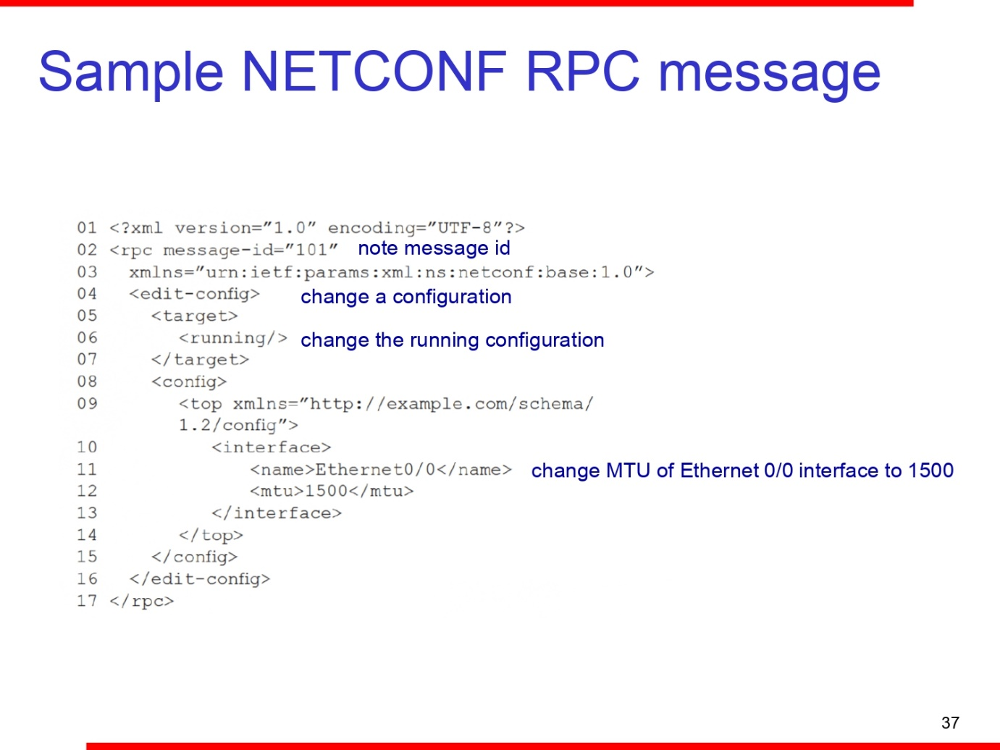 Sample NETCONF RPC message
01 <?xml version="1.0" encoding="UTF-8"?>
02 <rpc message-id="101" note message id
03 xmlns="urn:ietf:params:xml:ns:netconf:base:1.0">
04 <edit-config> change a configuration
05 <target>
06 <running/> change the running configuration
07 </target>
08 <config>
09 <top xmlns="http://example.com/schema/
1.2/config">
10 <interface>
11 <name>Ethernet0/0</name> change MTU of Ethernet 0/0 interface to 1500
12 <mtu>1500</mtu>
13 </interface>
14 </top>
15 </config>
16 </edit-config>
17 </rpc>
37